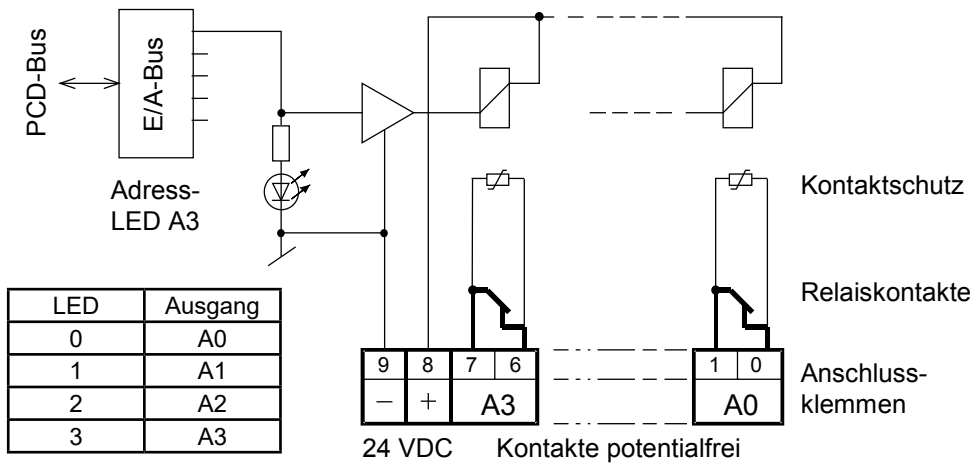 PCD-Bus
E/A-Bus
Adress-
LED A3
Kontaktschutz
Relaiskontakte
LED Ausgang
0 A0
1 A1
2 A2
3 A3
9 8 7 6 1 0
− + A3 A0
Anschluss-
klemmen
24 VDC Kontakte potentialfrei